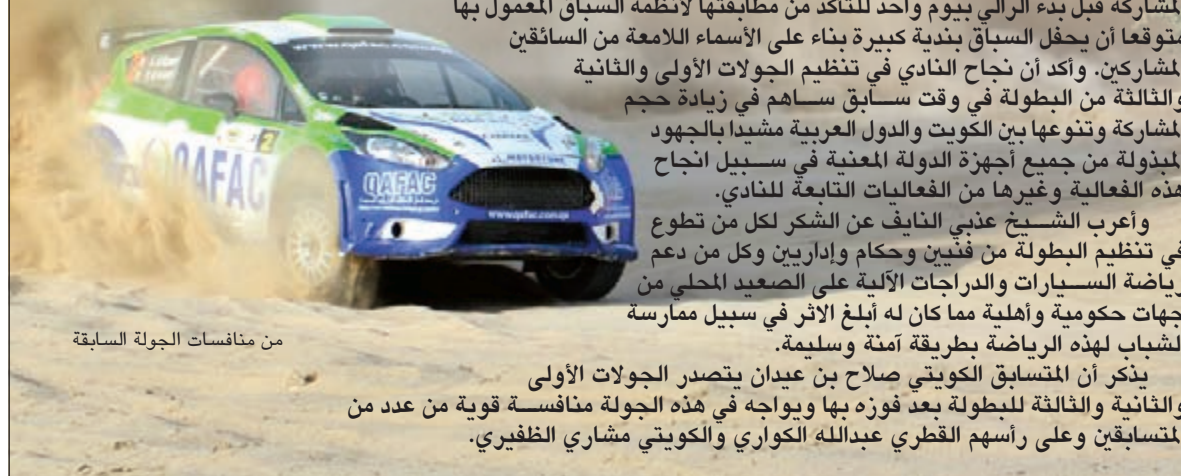 لمشاركة قبل بدء الرالي بيوم واحد للتأكد من مطابقتها لأنظمة السباق المعمول بها
متوقعا أن يحفل السباق بندية كبيرة بناء على الأسماء اللامعة من السائقين
لمشاركين. وأكد أن نجاح النادي في تنظيم الجولات الأولى والثانية
والثالثة من البطولة في وقت سابق ساهم في زيادة حجم
لمشاركة وتنوعها بين الكويت والدول العربية مشيدا بالجهود
لمبذولة من جميع أجهزة الدولة المعنية في سبيل انجاح
هذه الفعالية وغيرها من الفعاليات التابعة للنادي.
وأعرب الشيخ عذبي النايف عن الشكر لكل من تطوع
في تنظيم البطولة من فنيين وحكام وإداريين وكل من دعم
رياضة السيارات والدراجات الآلية على الصعيد المحلي من
جهات حكومية وأهلية مما كان له أبلغ الاثر في سبيل ممارسة
لشباب لهذه الرياضة بطريقة آمنة وسليمة.
يذكر أن المتسابق الكويتي صلاح بن عيدان يتصدر الجولات الأولى
والثانية والثالثة للبطولة بعد فوزه بها ويواجه في هذه الجولة منافسة قوية من عدد من
لمتسابقين وعلى رأسهم القطري عبدالله الكواري والكويتي مشاري الظفيري.
من منافسات الجولة السابقة
QAFAC
QAFAC
www.qafac.com.qa
2